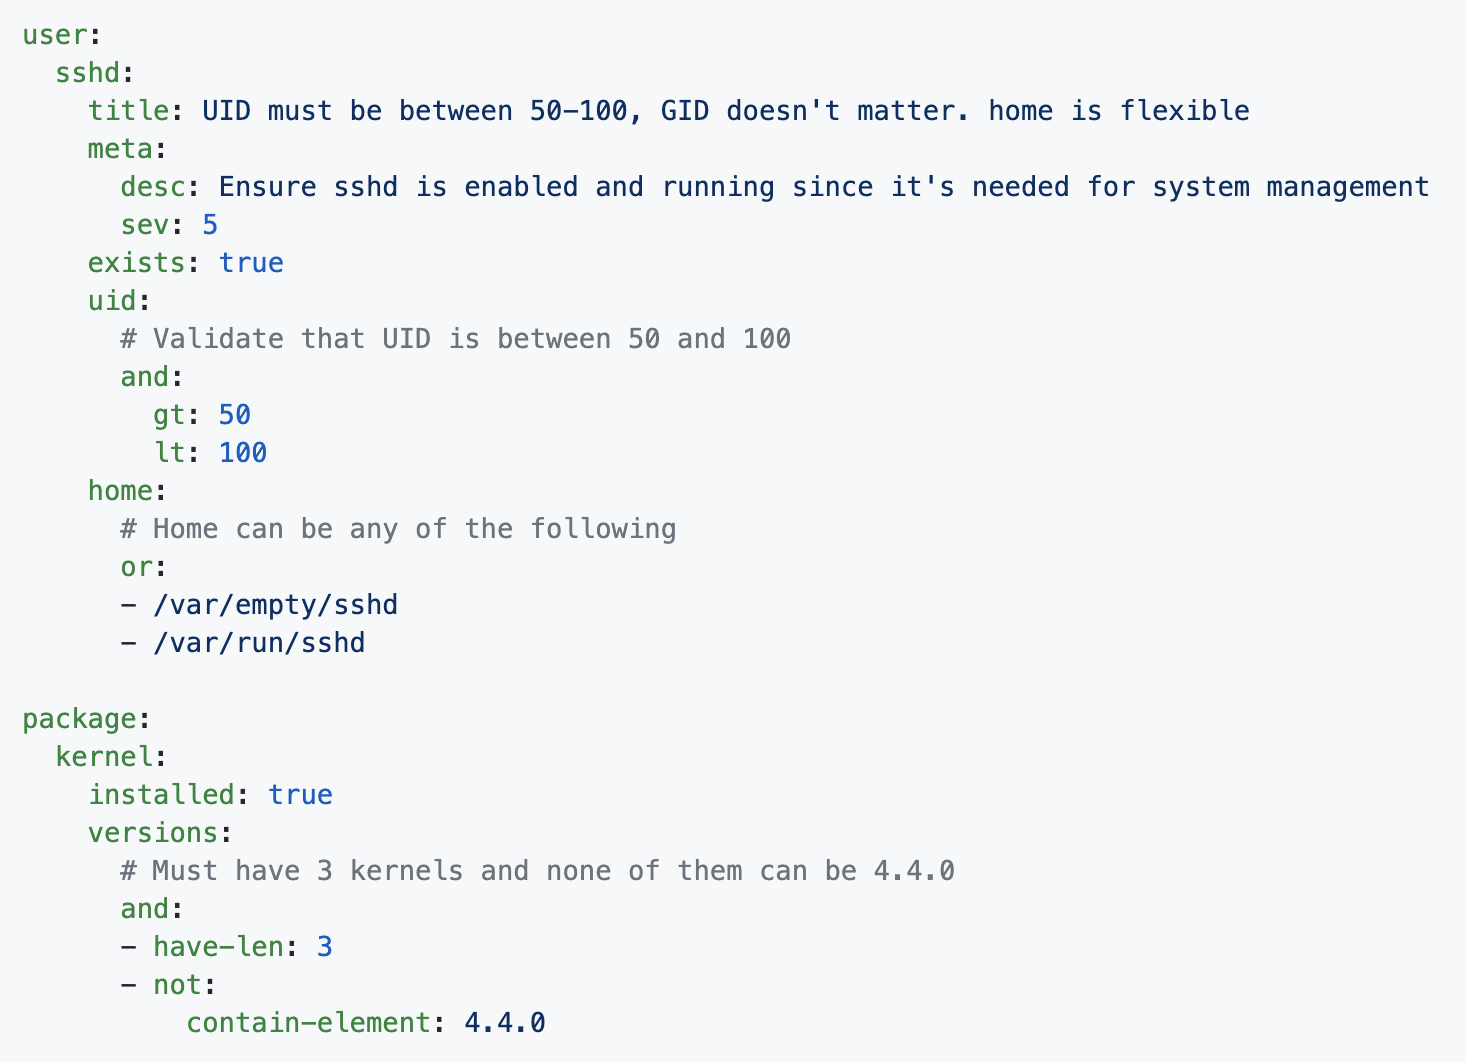 user:
  sshd:
    title: UID must be between 50-100, GID doesn't matter. home is flexible
    meta:
      desc: Ensure sshd is enabled and running since it's needed for system management
      sev: 5
    exists: true
    uid:
      # Validate that UID is between 50 and 100
      and:
        gt: 50
        lt: 100
    home:
      # Home can be any of the following
      or:
      - /var/empty/sshd
      - /var/run/sshd

package:
  kernel:
    installed: true
    versions:
      # Must have 3 kernels and none of them can be 4.4.0
      and:
      - have-len: 3
      - not:
          contain-element: 4.4.0